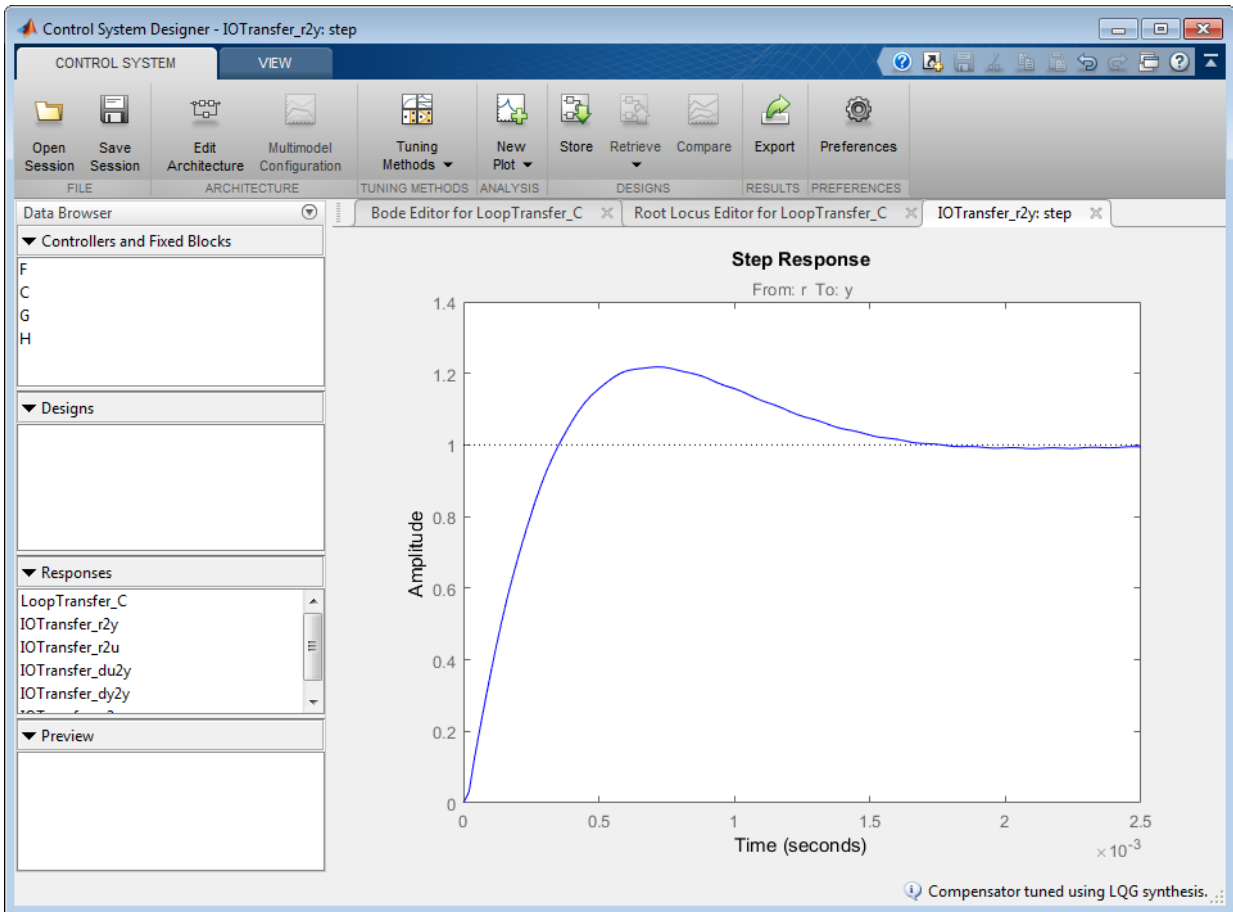 Control System Designer - IOTransfer_r2y: step
CONTROL SYSTEM
VIEW
Open Session
Save Session
Edit Architecture
Multimodel Configuration
Tuning Methods
New Plot
Store
Retrieve
Compare
Export
Preferences
FILE
ARCHITECTURE
TUNING METHODS
ANALYSIS
DESIGNS
RESULTS
PREFERENCES
Data Browser
Bode Editor for LoopTransfer_C
Root Locus Editor for LoopTransfer_C
IOTransfer_r2y: step
Controllers and Fixed Blocks
F
C
G
H
Designs
Responses
LoopTransfer_C
IOTransfer_r2y
IOTransfer_r2u
IOTransfer_du2y
IOTransfer_dy2y
Preview
Step Response
From: r To: y
Amplitude
1.4
1.2
1
0.8
0.6
0.4
0.2
0
0 0.5 1 1.5 2 2.5
Time (seconds)
×10-3
Compensator tuned using LQG synthesis.